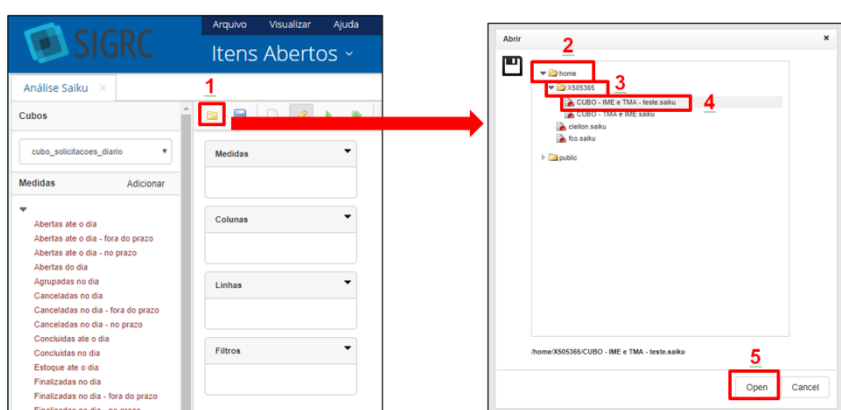 SIGRC
Arquivo Visualizar Ajuda
Itens Abertos
Análise Saiku ×
1
Cubos
cubo_solicitacoes_diario
Medidas Adicionar
Abertas ate o dia
Abertas ate o dia - fora do prazo
Abertas ate o dia - no prazo
Abertas do dia
Agrupadas no dia
Canceladas no dia
Canceladas no dia - fora do prazo
Canceladas no dia - no prazo
Concluidas ate o dia
Concluidas no dia
Estoque ate o dia
Finalizadas no dia
Finalizadas no dia - fora do prazo
Finalizadas no dia - no prazo
Medidas
Colunas
Linhas
Filtros
Abrir ×
2
home
3
X505365
CUBO - IME e TMA - teste.saiku
4
CUBO - TMA e IME.saiku
cleiton.saiku
fco.saiku
public
/home/X505365/CUBO - IME e TMA - teste.saiku
5
Open Cancel